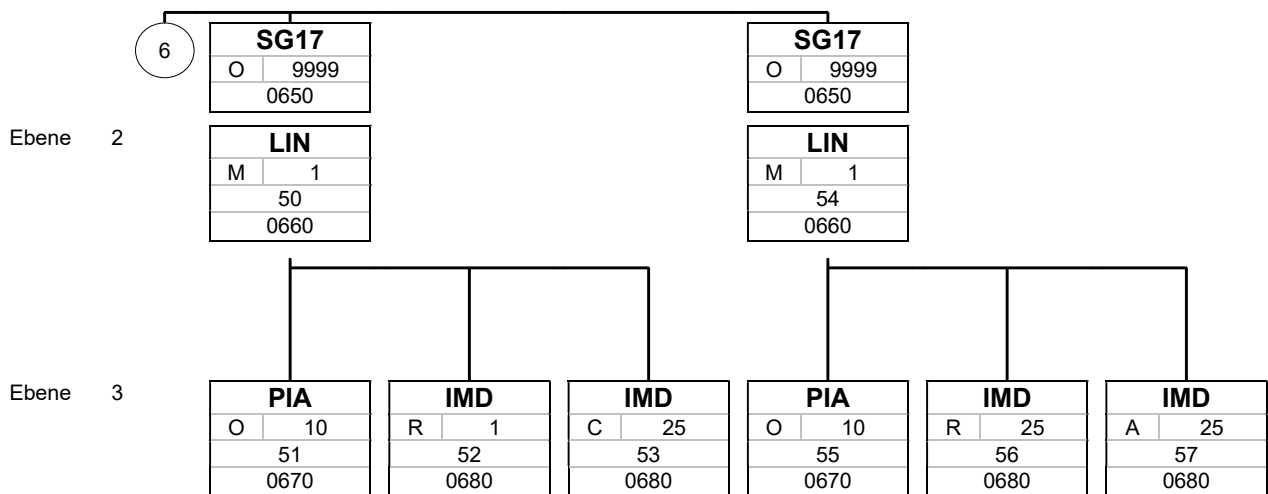 6
SG17 SG17
O 9999 O 9999
0650 0650
Ebene 2 LIN LIN
M 1 M 1
50 54
0660 0660
Ebene 3 PIA IMD IMD PIA IMD IMD
O 10 R 1 C 25 O 10 R 25 A 25
51 52 53 55 56 57
0670 0680 0680 0670 0680 0680